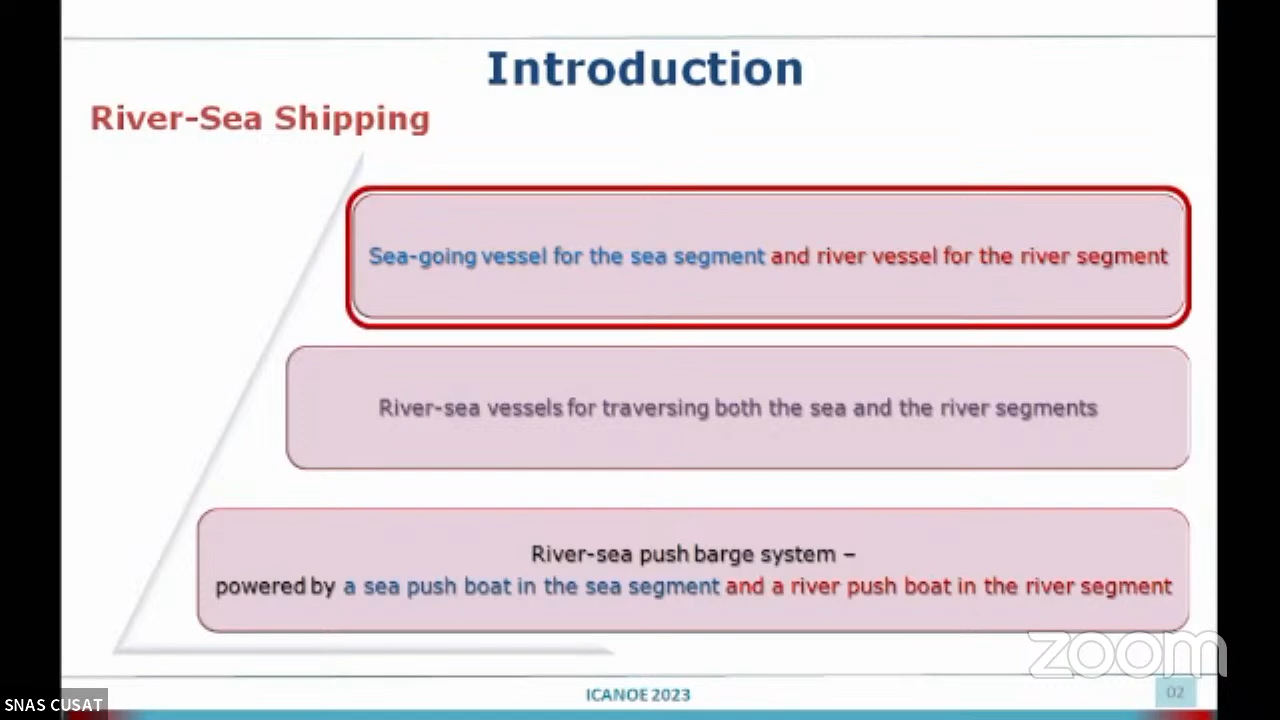 Introduction
River-Sea Shipping
Sea-going vessel for the sea segment and river vessel for the river segment
River-sea vessels for traversing both the sea and the river segments
River-sea push barge system –
powered by a sea push boat in the sea segment and a river push boat in the river segment
zoom
ICANOE 2023
02
SNAS CUSAT